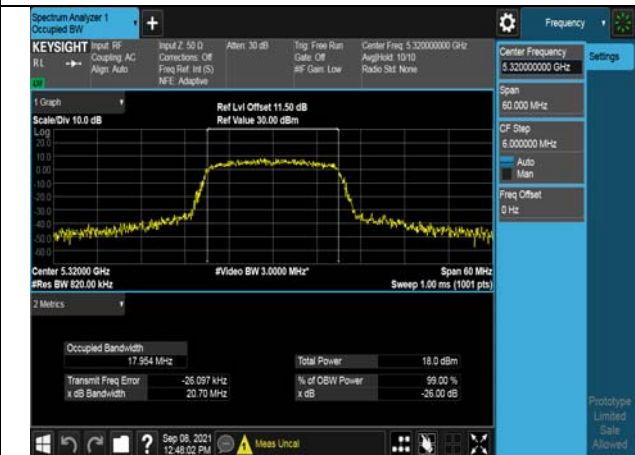 Spectrum Analyzer 1
Occupied BW
+
Frequency
KEYSIGHT
RL
Input: RF
Coupling: AC
Align: Auto
Input Z: 50 Ω
Corrections: Off
Freq Ref: Int (S)
NFE: Adaptive
Atten: 30 dB
Trig: Free Run
Gate: Off
#IF Gain: Low
Center Freq: 5.320000000 GHz
Avg|Hold: 10/10
Radio Std: None
Center Frequency
5.320000000 GHz
Settings
Span
60.000 MHz
CF Step
6.000000 MHz
Auto
Man
Freq Offset
0 Hz
1 Graph
Scale/Div 10.0 dB
Ref Lvl Offset 11.50 dB
Ref Value 30.00 dBm
Log
20.0
10.0
0.00
-10.0
-20.0
-30.0
-40.0
-50.0
-60.0
Center 5.32000 GHz
#Res BW 820.00 kHz
#Video BW 3.0000 MHz*
Span 60 MHz
Sweep 1.00 ms (1001 pts)
2 Metrics
Occupied Bandwidth
17.954 MHz
Total Power 18.0 dBm
Transmit Freq Error -26.097 kHz
% of OBW Power 99.00 %
x dB Bandwidth 20.70 MHz
x dB -26.00 dB
?
Sep 08, 2021
12:48:02 PM
Meas Uncal
Prototype
Limited
Sale
Allowed